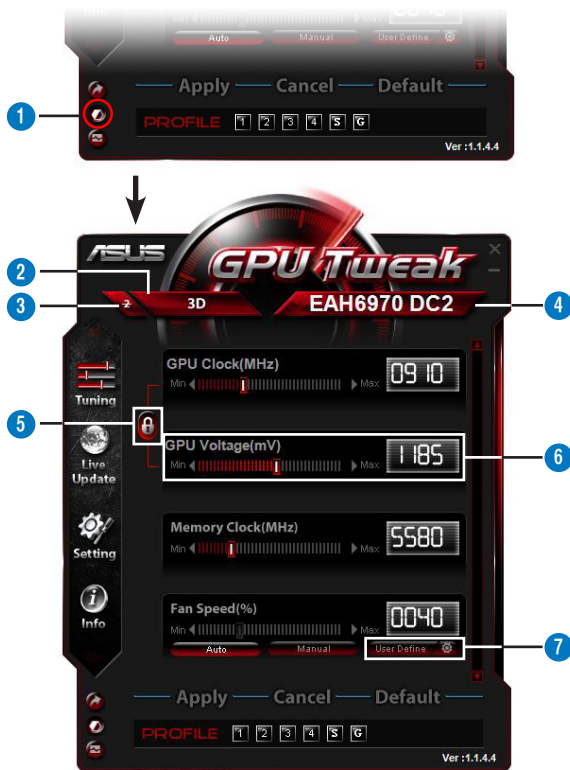 Min Max
Auto Manual User Define
Apply Cancel Default
1
PROFILE 1 2 3 4 S G
Ver :1.1.4.4
ASUS GPU Tweak
2
3
2 3D EAH6970 DC2
4
GPU Clock(MHz)
0910
Min Max
Tuning
5
GPU Voltage(mV)
1185
6
Min Max
Live
Update
Memory Clock(MHz)
5580
Min Max
Setting
Fan Speed(%)
0040
Min Max
Info
Auto Manual User Define
7
Apply Cancel Default
PROFILE 1 2 3 4 S G
Ver :1.1.4.4